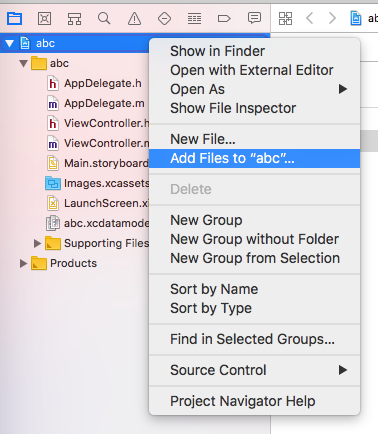 abc
ab
abc
AppDelegate.h
AppDelegate.m
ViewController.h
ViewController.m
Main.storyboard
Images.xcassets
LaunchScreen.xi
abc.xcdatamode
Supporting Files
Products
Show in Finder
Open with External Editor
Open As
Show File Inspector
New File...
Add Files to “abc”...
Delete
New Group
New Group without Folder
New Group from Selection
Sort by Name
Sort by Type
Find in Selected Groups...
Source Control
Project Navigator Help